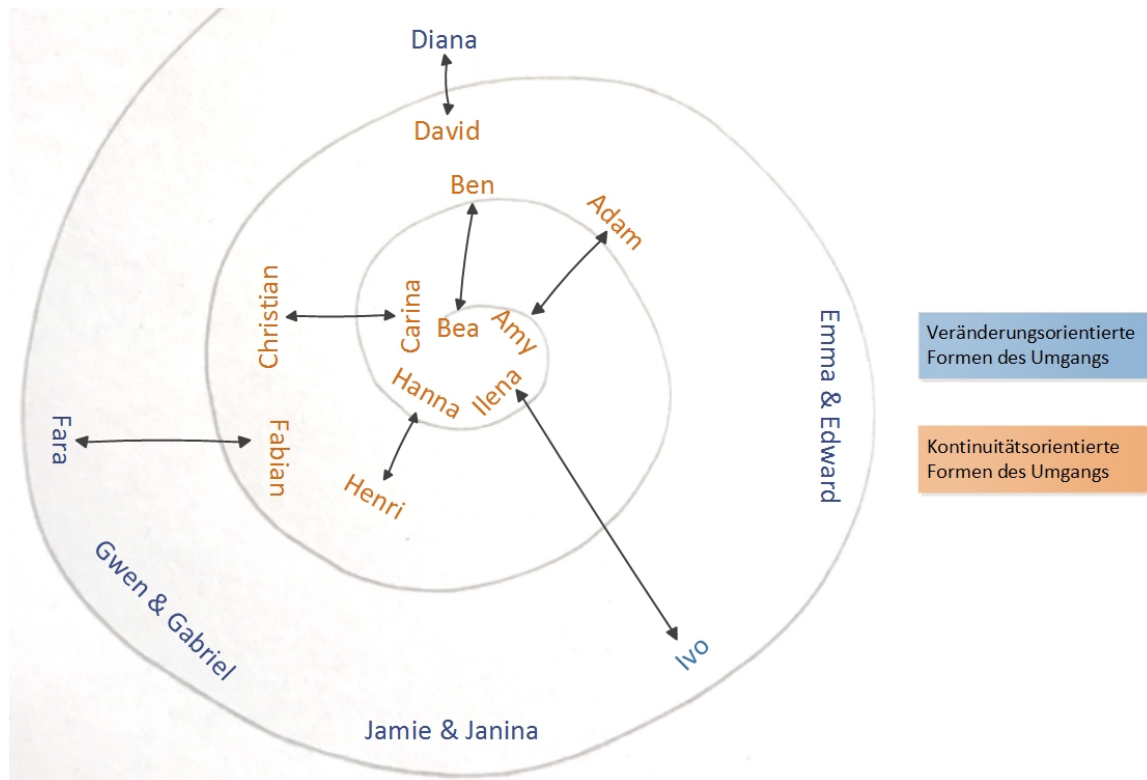 Diana
David
Ben
Adam
Christian
Carina
Bea
Amy
Hanna
Ilena
Emma & Edward
Fara
Fabian
Henri
Gwen & Gabriel
Ivo
Jamie & Janina
Veränderungsorientierte
Formen des Umgangs
Kontinuitätsorientierte
Formen des Umgangs